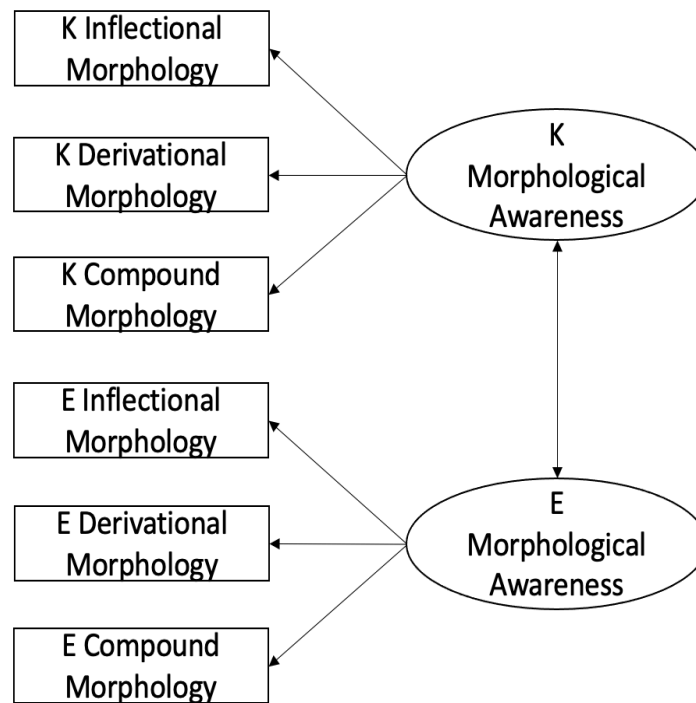 K Inflectional
Morphology
K Derivational
Morphology
K Compound
Morphology
E Inflectional
Morphology
E Derivational
Morphology
E Compound
Morphology
K
Morphological
Awareness
E
Morphological
Awareness